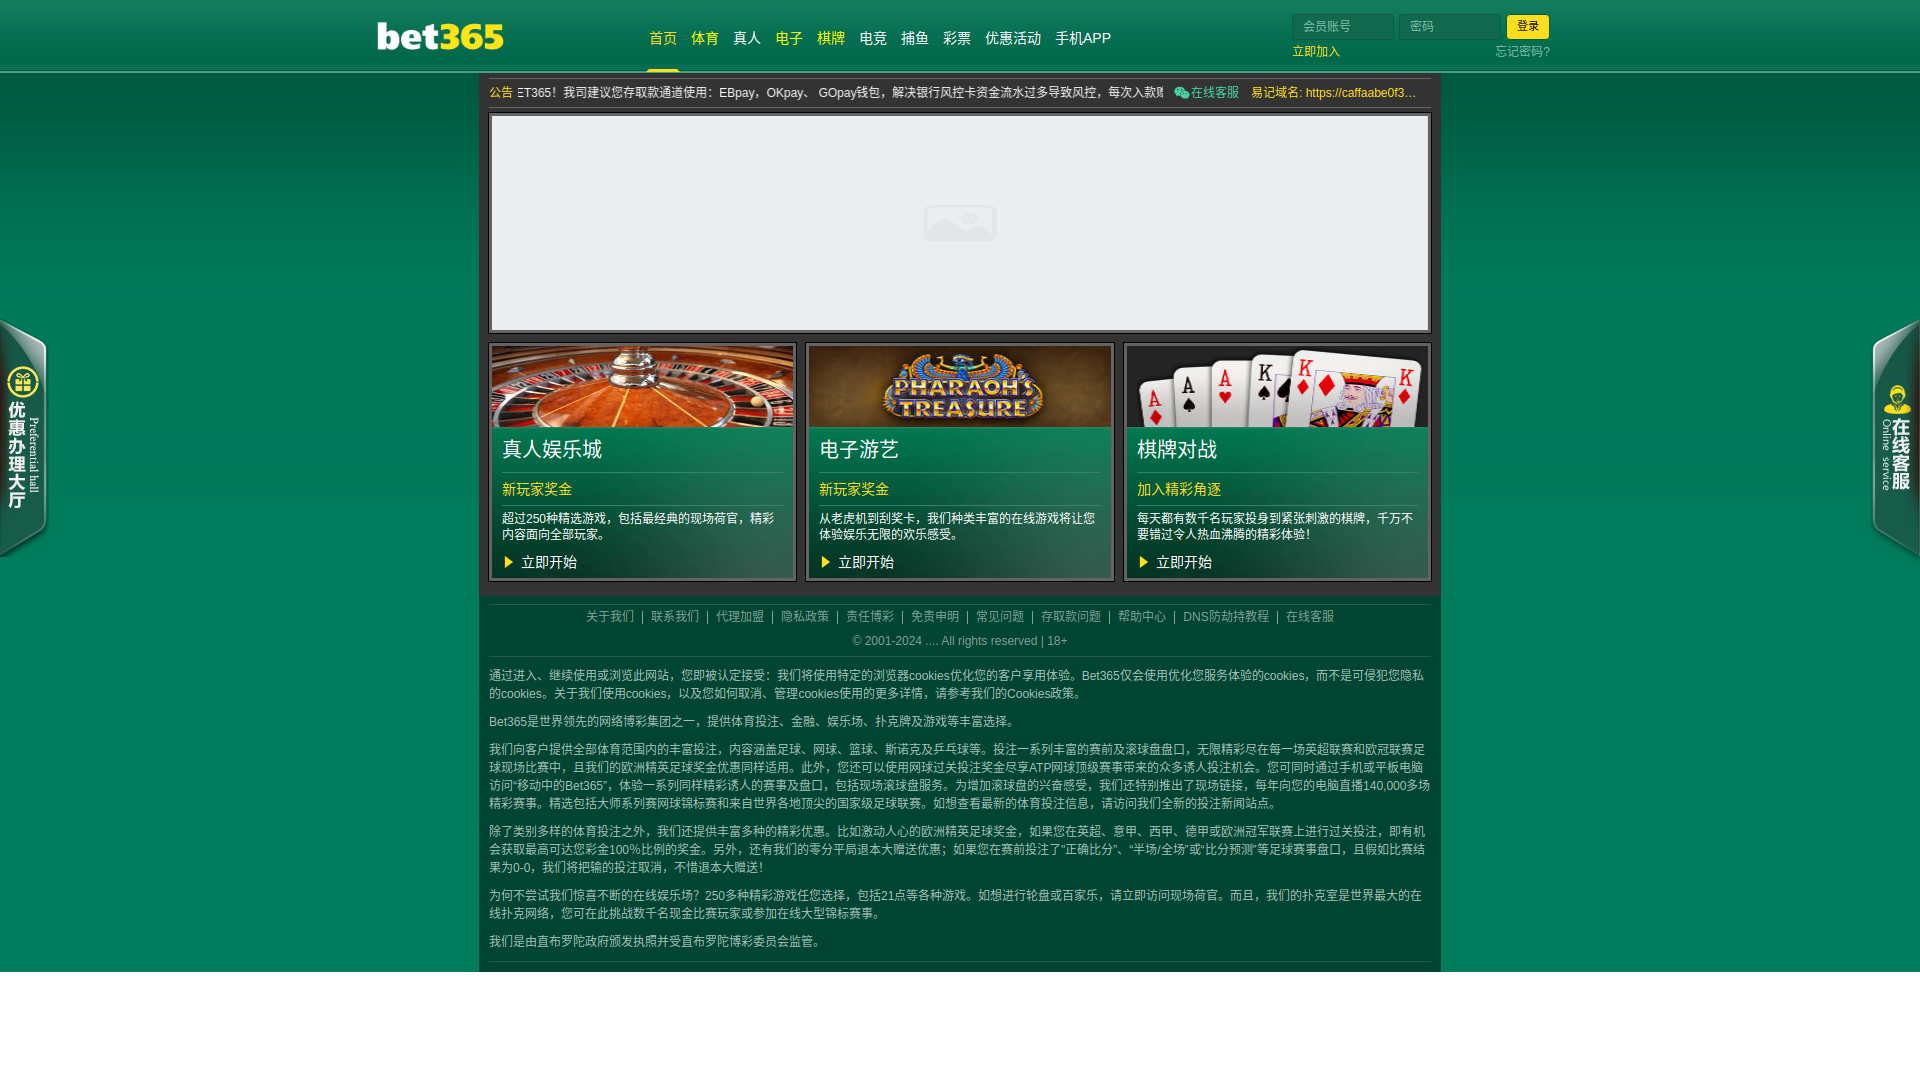 bet365
首页 体育 真人 电子 棋牌 电竞 捕鱼 彩票 优惠活动 手机APP
会员账号 密码 登录
立即加入 忘记密码?
公告 ET365！我司建议您存取款通道使用：EBpay，OKpay、 GOpay钱包，解决银行风控卡资金流水过多导致风控，每次入款 在线客服 易记域名: https://caffaabe0f3…
优惠办理大厅
Preferential hall
在线客服
Online service
PHARAOH'S
TREASURE
A A A K K K
真人娱乐城
新玩家奖金
超过250种精选游戏，包括最经典的现场荷官，精彩
内容面向全部玩家。
立即开始
电子游艺
新玩家奖金
从老虎机到刮奖卡，我们种类丰富的在线游戏将让您
体验娱乐无限的欢乐感受。
立即开始
棋牌对战
加入精彩角逐
每天都有数千名玩家投身到紧张刺激的棋牌，千万不
要错过令人热血沸腾的精彩体验！
立即开始
关于我们 | 联系我们 | 代理加盟 | 隐私政策 | 责任博彩 | 免责申明 | 常见问题 | 存取款问题 | 帮助中心 | DNS防劫持教程 | 在线客服
© 2001-2024 .... All rights reserved | 18+
通过进入、继续使用或浏览此网站，您即被认定接受：我们将使用特定的浏览器cookies优化您的客户享用体验。Bet365仅会使用优化您服务体验的cookies，而不是可侵犯您隐私
的cookies。关于我们使用cookies，以及您如何取消、管理cookies使用的更多详情，请参考我们的Cookies政策。
Bet365是世界领先的网络博彩集团之一，提供体育投注、金融、娱乐场、扑克牌及游戏等丰富选择。
我们向客户提供全部体育范围内的丰富投注，内容涵盖足球、网球、篮球、斯诺克及乒乓球等。投注一系列丰富的赛前及滚球盘盘口，无限精彩尽在每一场英超联赛和欧冠联赛足
球现场比赛中，且我们的欧洲精英足球奖金优惠同样适用。此外，您还可以使用网球过关投注奖金尽享ATP网球顶级赛事带来的众多诱人投注机会。您可同时通过手机或平板电脑
访问“移动中的Bet365”，体验一系列同样精彩诱人的赛事及盘口，包括现场滚球盘服务。为增加滚球盘的兴奋感受，我们还特别推出了现场链接，每年向您的电脑直播140,000多场
精彩赛事。精选包括大师系列赛网球锦标赛和来自世界各地顶尖的国家级足球联赛。如想查看最新的体育投注信息，请访问我们全新的投注新闻站点。
除了类别多样的体育投注之外，我们还提供丰富多种的精彩优惠。比如激动人心的欧洲精英足球奖金，如果您在英超、意甲、西甲、德甲或欧洲冠军联赛上进行过关投注，即有机
会获取最高可达您彩金100％比例的奖金。另外，还有我们的零分平局退本大赠送优惠；如果您在赛前投注了"正确比分”、“半场/全场”或“比分预测”等足球赛事盘口，且假如比赛结
果为0-0，我们将把输的投注取消，不惜退本大赠送！
为何不尝试我们惊喜不断的在线娱乐场？250多种精彩游戏任您选择，包括21点等各种游戏。如想进行轮盘或百家乐，请立即访问现场荷官。而且，我们的扑克室是世界最大的在
线扑克网络，您可在此挑战数千名现金比赛玩家或参加在线大型锦标赛事。
我们是由直布罗陀政府颁发执照并受直布罗陀博彩委员会监管。